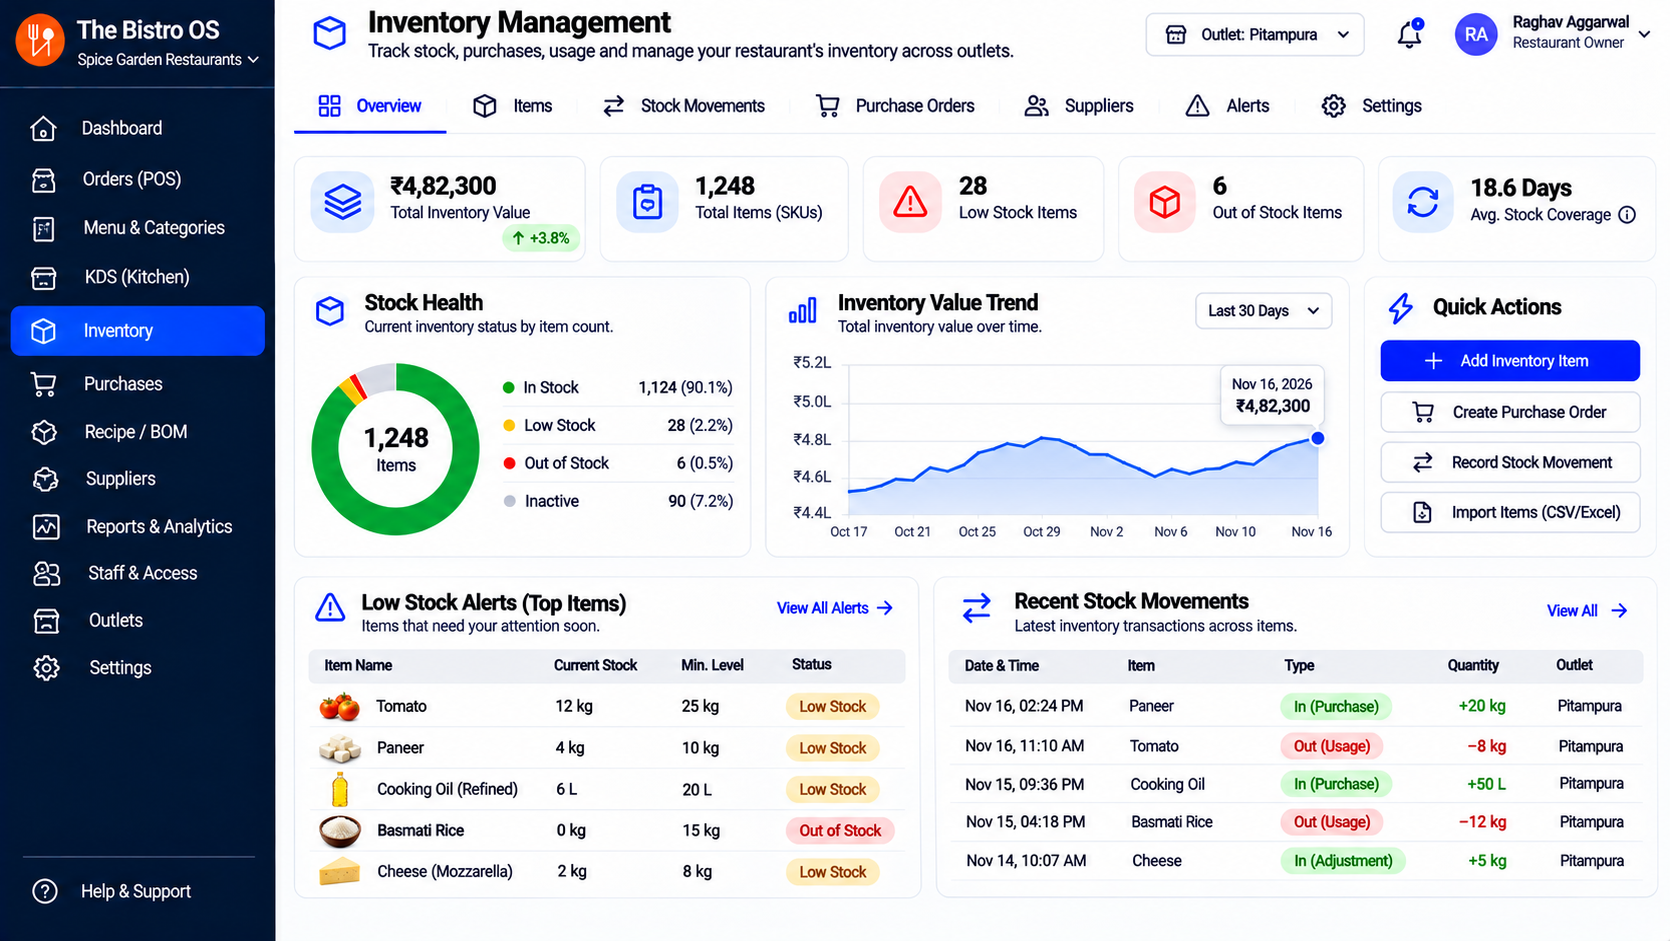 The Bistro OS
Spice Garden Restaurants
Dashboard
Orders (POS)
Menu & Categories
KDS (Kitchen)
Inventory
Purchases
Recipe / BOM
Suppliers
Reports & Analytics
Staff & Access
Outlets
Settings
Help & Support
Inventory Management
Track stock, purchases, usage and manage your restaurant's inventory across outlets.
Outlet: Pitampura
RA
Raghav Aggarwal
Restaurant Owner
Overview
Items
Stock Movements
Purchase Orders
Suppliers
Alerts
Settings
₹4,82,300
Total Inventory Value
↑ +3.8%
1,248
Total Items (SKUs)
28
Low Stock Items
6
Out of Stock Items
18.6 Days
Avg. Stock Coverage
Stock Health
Current inventory status by item count.
1,248
Items
In Stock 1,124 (90.1%)
Low Stock 28 (2.2%)
Out of Stock 6 (0.5%)
Inactive 90 (7.2%)
Inventory Value Trend
Total inventory value over time.
Last 30 Days
₹5.2L
₹5.0L
₹4.8L
₹4.6L
₹4.4L
Nov 16, 2026
₹4,82,300
Oct 17 Oct 21 Oct 25 Oct 29 Nov 2 Nov 6 Nov 10 Nov 16
Quick Actions
+ Add Inventory Item
Create Purchase Order
Record Stock Movement
Import Items (CSV/Excel)
Low Stock Alerts (Top Items)
Items that need your attention soon.
View All Alerts →
Item Name Current Stock Min. Level Status
Tomato 12 kg 25 kg Low Stock
Paneer 4 kg 10 kg Low Stock
Cooking Oil (Refined) 6 L 20 L Low Stock
Basmati Rice 0 kg 15 kg Out of Stock
Cheese (Mozzarella) 2 kg 8 kg Low Stock
Recent Stock Movements
Latest inventory transactions across items.
View All →
Date & Time Item Type Quantity Outlet
Nov 16, 02:24 PM Paneer In (Purchase) +20 kg Pitampura
Nov 16, 11:10 AM Tomato Out (Usage) −8 kg Pitampura
Nov 15, 09:36 PM Cooking Oil In (Purchase) +50 L Pitampura
Nov 15, 04:18 PM Basmati Rice Out (Usage) −12 kg Pitampura
Nov 14, 10:07 AM Cheese In (Adjustment) +5 kg Pitampura